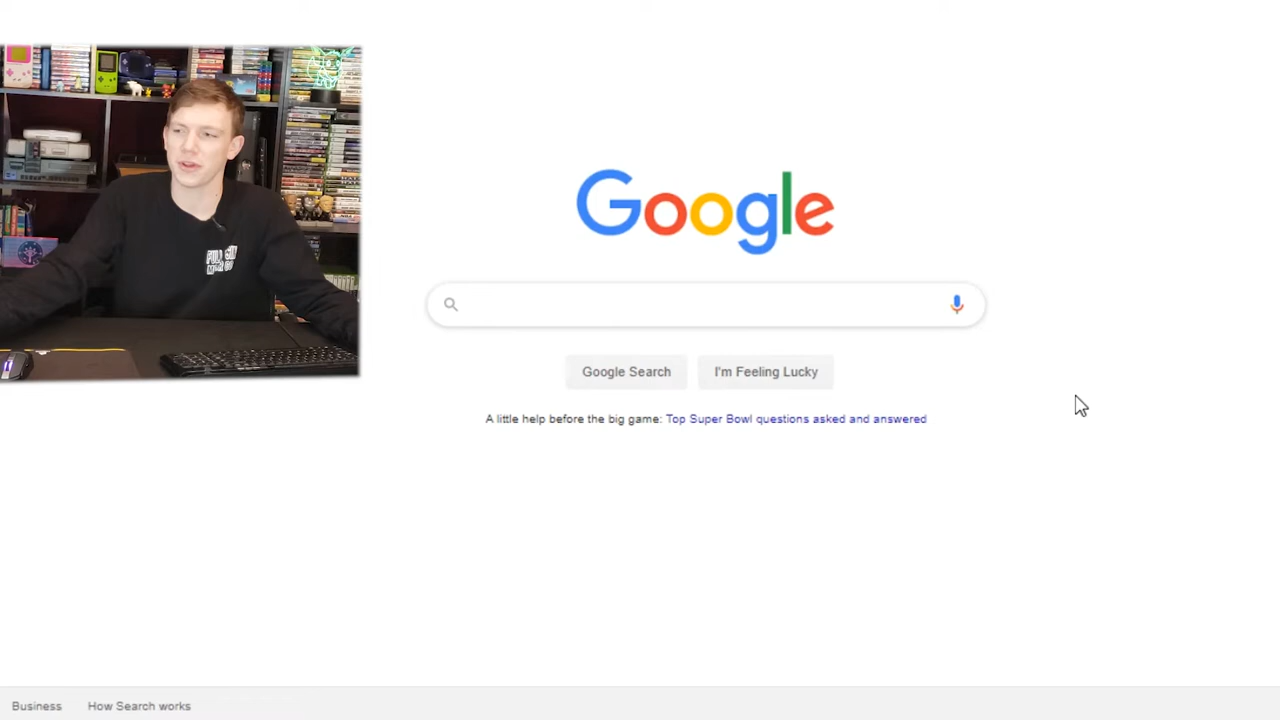 Google
Google Search
I'm Feeling Lucky
A little help before the big game: Top Super Bowl questions asked and answered
Business
How Search works